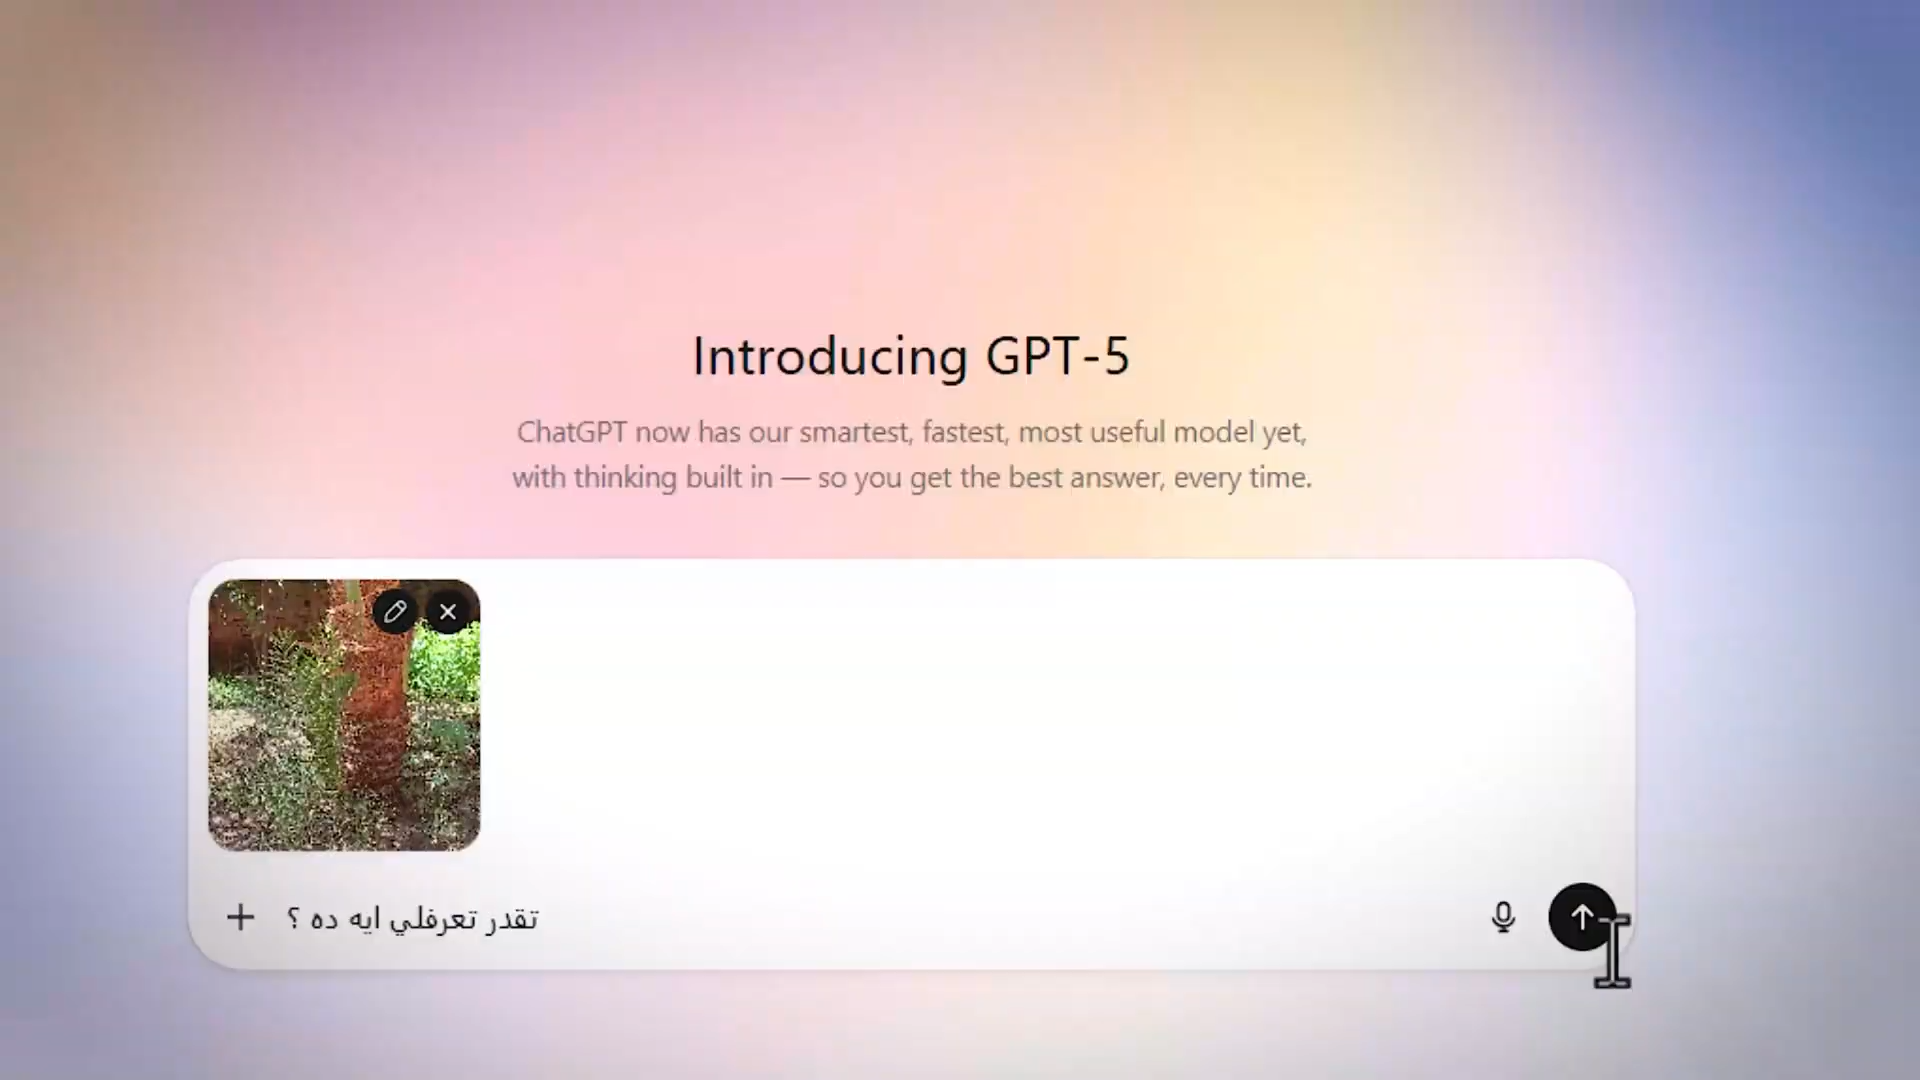 Introducing GPT-5
ChatGPT now has our smartest, fastest, most useful model yet,
with thinking built in — so you get the best answer, every time.
تقدر تعرفلي ايه ده ؟